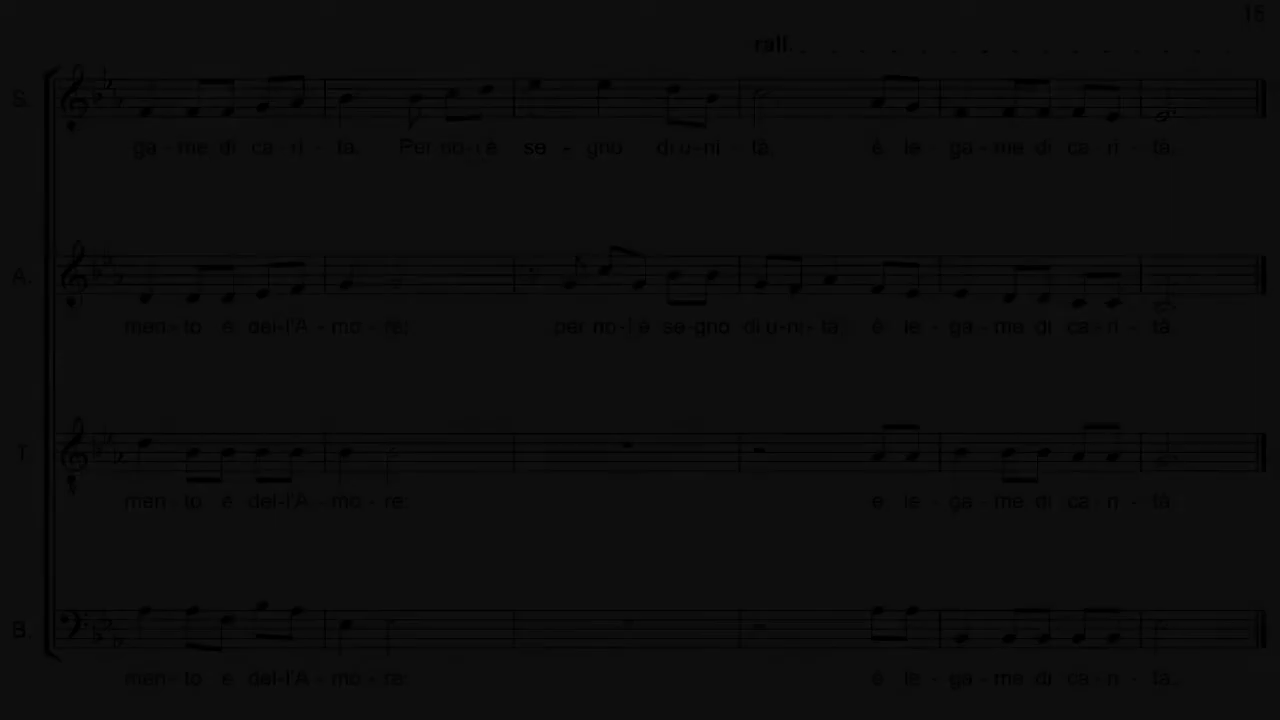 16
rall.
S.
ga - me di ca - ri - tà. Per no - i è se - gno di u - ni - tà, è le - ga - me di ca - ri - tà.
A.
men - to è del - l'A - mo - re; per no - i è se - gno di u - ni - tà è le - ga - me di ca - ri - tà.
T.
men - to è del - l'A - mo - re; è le - ga - me di ca - ri - tà.
B.
men - to è del - l'A - mo - re; è le - ga - me di ca - ri - tà.